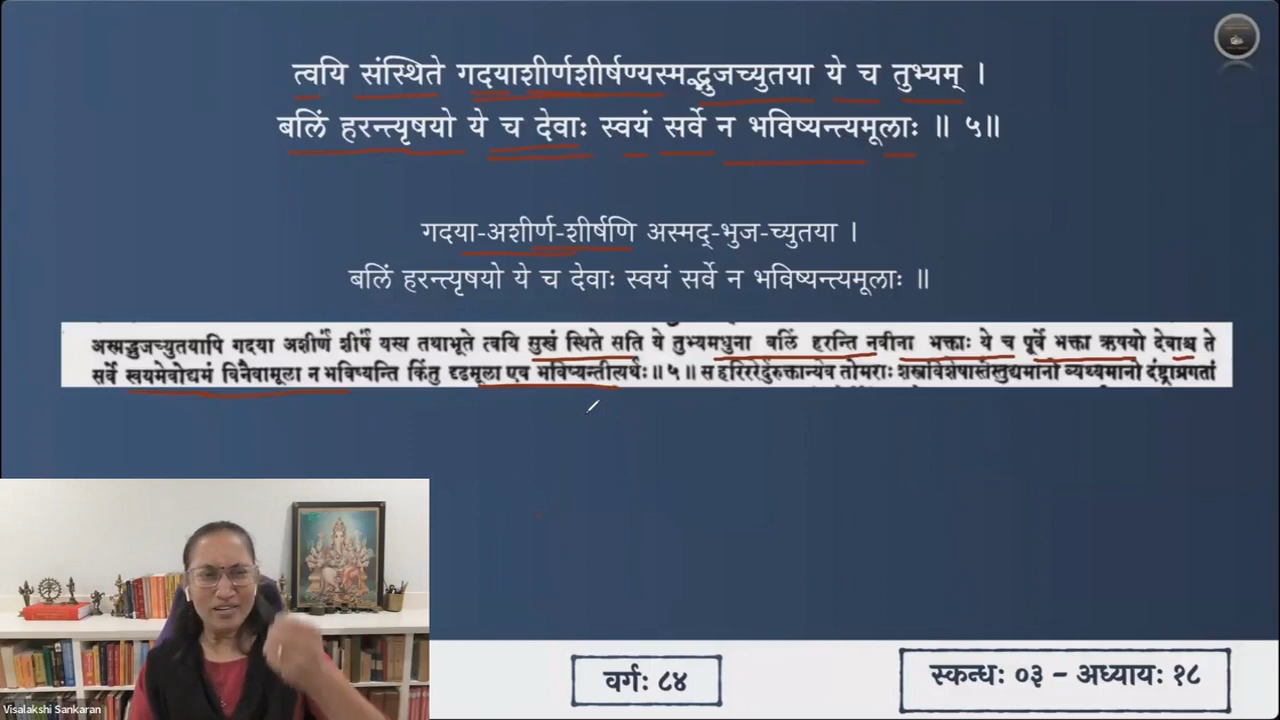 त्वयि संस्थिते गदयाशीर्णशीर्षण्यस्मद्भुजच्युतया ये च तुभ्यम् ।
बलिं हरन्त्यृषयो ये च देवाः स्वयं सर्वे न भविष्यन्त्यमूलाः ॥ ५॥
गदया-अशीर्ण-शीर्षणि अस्मद्-भुज-च्युतया ।
बलिं हरन्त्यृषयो ये च देवाः स्वयं सर्वे न भविष्यन्त्यमूलाः ॥
अस्मद्भुजच्युतयापि गदया अशीर्णं शीर्षं यस्य तथाभूते त्वयि सुखं स्थिते सति ये तुभ्यमधुना बलिं हरन्ति नवीना भक्ताः ये च पूर्वे भक्ता ऋषयो देवाश्च ते
सर्वे स्वयमेवोद्यमं विनैवामूला न भविष्यन्ति किंतु दृढमूला एव भविष्यन्तीत्यर्थः ॥ ५ ॥ स हरिररेर्दुरुक्तान्येव तोमराः शस्त्रविशेषास्तैस्तुद्यमानो व्यथ्यमानो दंष्ट्राग्रगतां
Visalakshi Sankaran
वर्गः ८४
स्कन्धः ०३ – अध्यायः १८